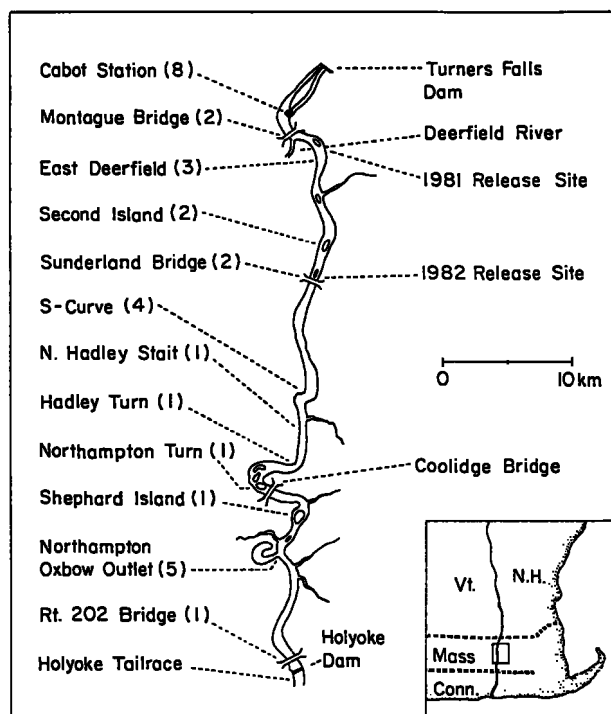 Cabot Station (8)
Turners Falls
Dam
Montague Bridge (2)
Deerfield River
East Deerfield (3)
1981 Release Site
Second Island (2)
Sunderland Bridge (2)
1982 Release Site
S-Curve (4)
N. Hadley Stait (1)
0 10 km
Hadley Turn (1)
Northampton Turn (1)
Coolidge Bridge
Shephard Island (1)
Northampton
Oxbow Outlet (5)
Rt. 202 Bridge (1)
Holyoke
Dam
Holyoke Tailrace
Vt.
N.H.
Mass
Conn.